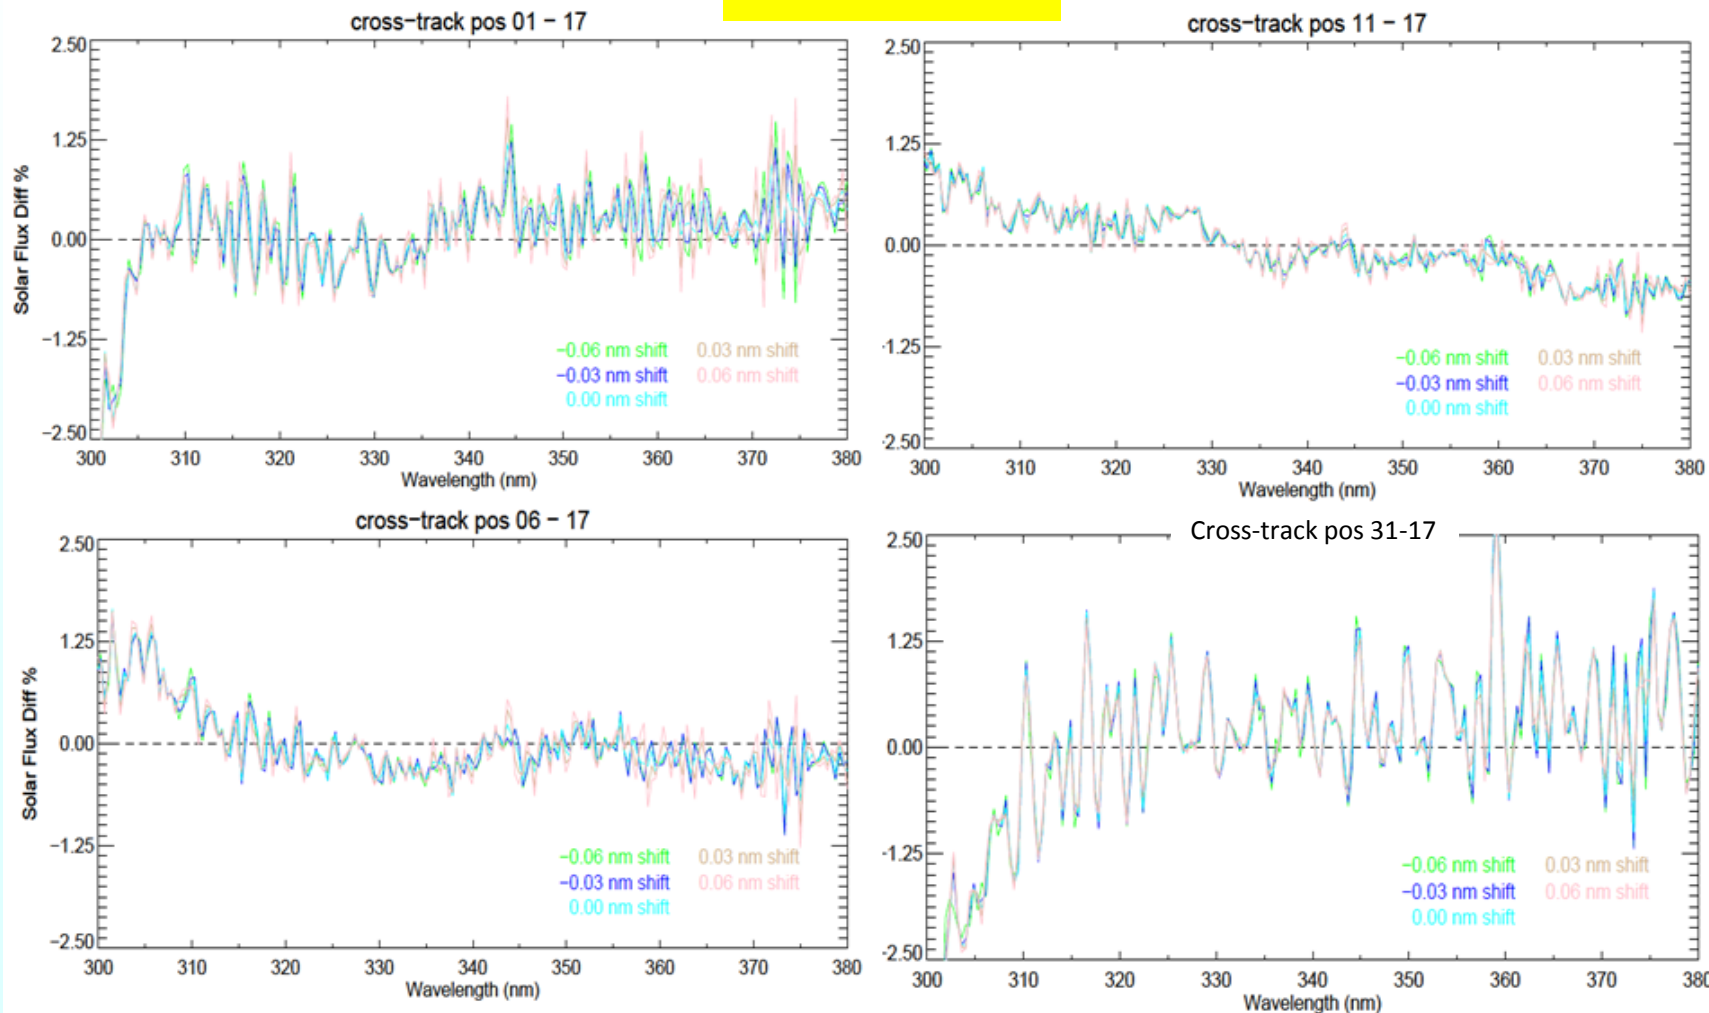 cross-track pos 01 - 17
2.50
1.25
0.00
-1.25
-2.50
Solar Flux Diff %
-0.06 nm shift 0.03 nm shift
-0.03 nm shift 0.06 nm shift
0.00 nm shift
300 310 320 330 340 350 360 370 380
Wavelength (nm)
cross-track pos 11 - 17
2.50
1.25
0.00
·1.25
·2.50
-0.06 nm shift 0.03 nm shift
-0.03 nm shift 0.06 nm shift
0.00 nm shift
300 310 320 330 340 350 360 370 380
Wavelength (nm)
cross-track pos 06 - 17
2.50
1.25
0.00
-1.25
-2.50
Solar Flux Diff %
-0.06 nm shift 0.03 nm shift
-0.03 nm shift 0.06 nm shift
0.00 nm shift
300 310 320 330 340 350 360 370 380
Wavelength (nm)
Cross-track pos 31-17
2.50
1.25
0.00
-1.25
-2.50
-0.06 nm shift 0.03 nm shift
-0.03 nm shift 0.06 nm shift
0.00 nm shift
300 310 320 330 340 350 360 370 380
Wavelength (nm)